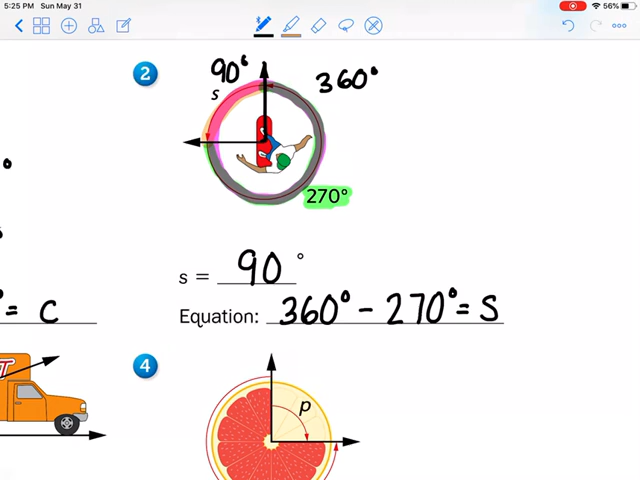 5:25 PM Sun May 31
56%
2
90°
360°
s
270°
s = 90 °
Equation: 360° - 270° = S
° = C
4
p